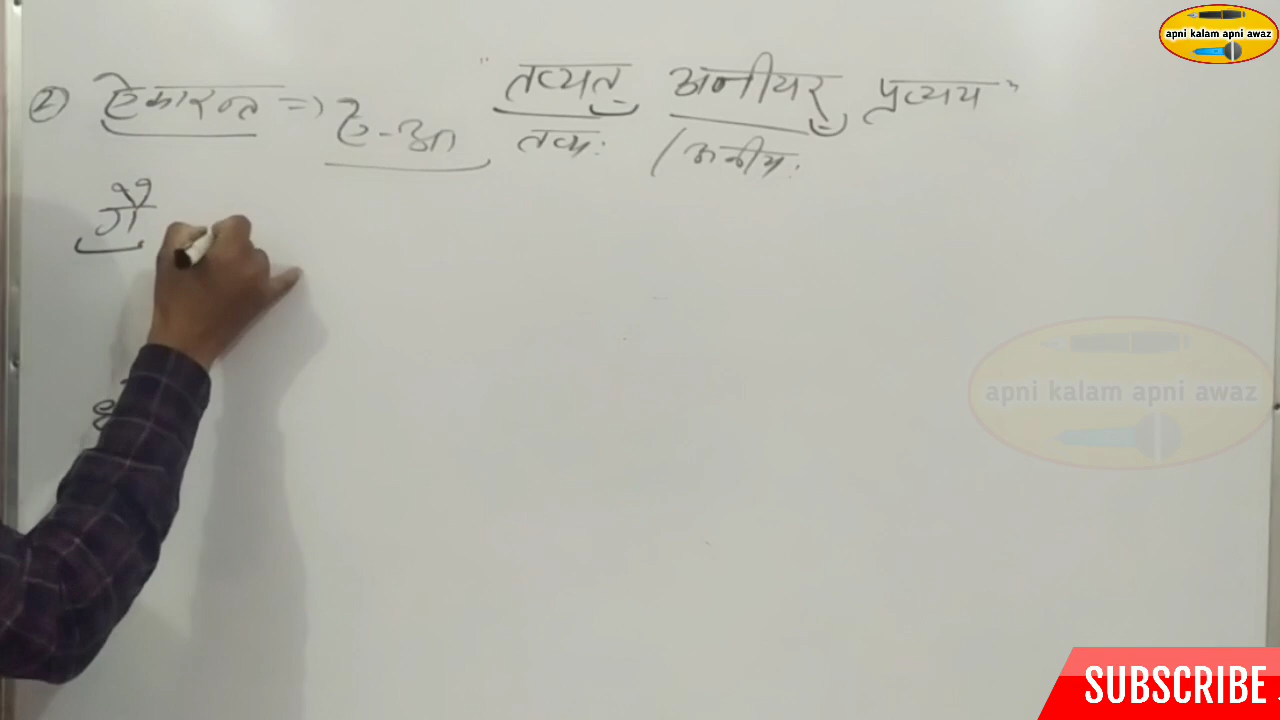 apni kalam apni awaz
" तव्यत् अनीयर् प्रत्यय "
② ऐकारान्त => ऐ-आ
तव्यः / अनीयः
गै
apni kalam apni awaz
SUBSCRIBE